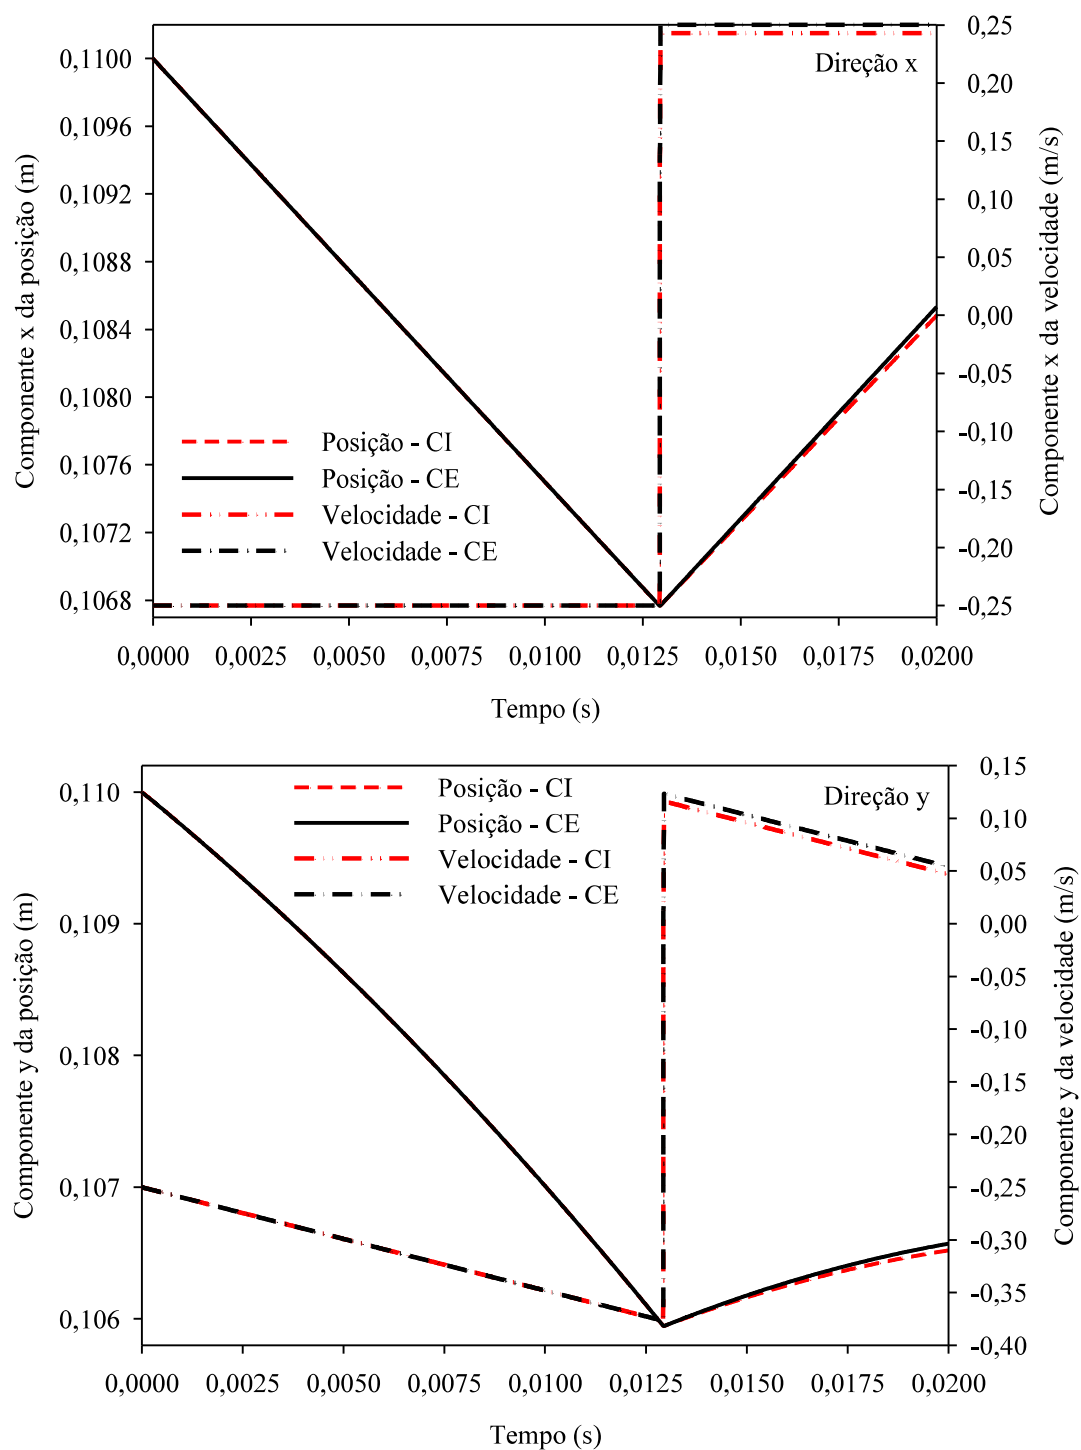 Direção x
Componente x da posição (m)
0,1100
0,1096
0,1092
0,1088
0,1084
0,1080
0,1076
0,1072
0,1068
Posição - CI
Posição - CE
Velocidade - CI
Velocidade - CE
0,25
0,20
0,15
0,10
0,05
0,00
-0,05
-0,10
-0,15
-0,20
-0,25
Componente x da velocidade (m/s)
0,0000 0,0025 0,0050 0,0075 0,0100 0,0125 0,0150 0,0175 0,0200
Tempo (s)
Direção y
Componente y da posição (m)
0,110
0,109
0,108
0,107
0,106
Posição - CI
Posição - CE
Velocidade - CI
Velocidade - CE
0,15
0,10
0,05
0,00
-0,05
-0,10
-0,15
-0,20
-0,25
-0,30
-0,35
-0,40
Componente y da velocidade (m/s)
0,0000 0,0025 0,0050 0,0075 0,0100 0,0125 0,0150 0,0175 0,0200
Tempo (s)